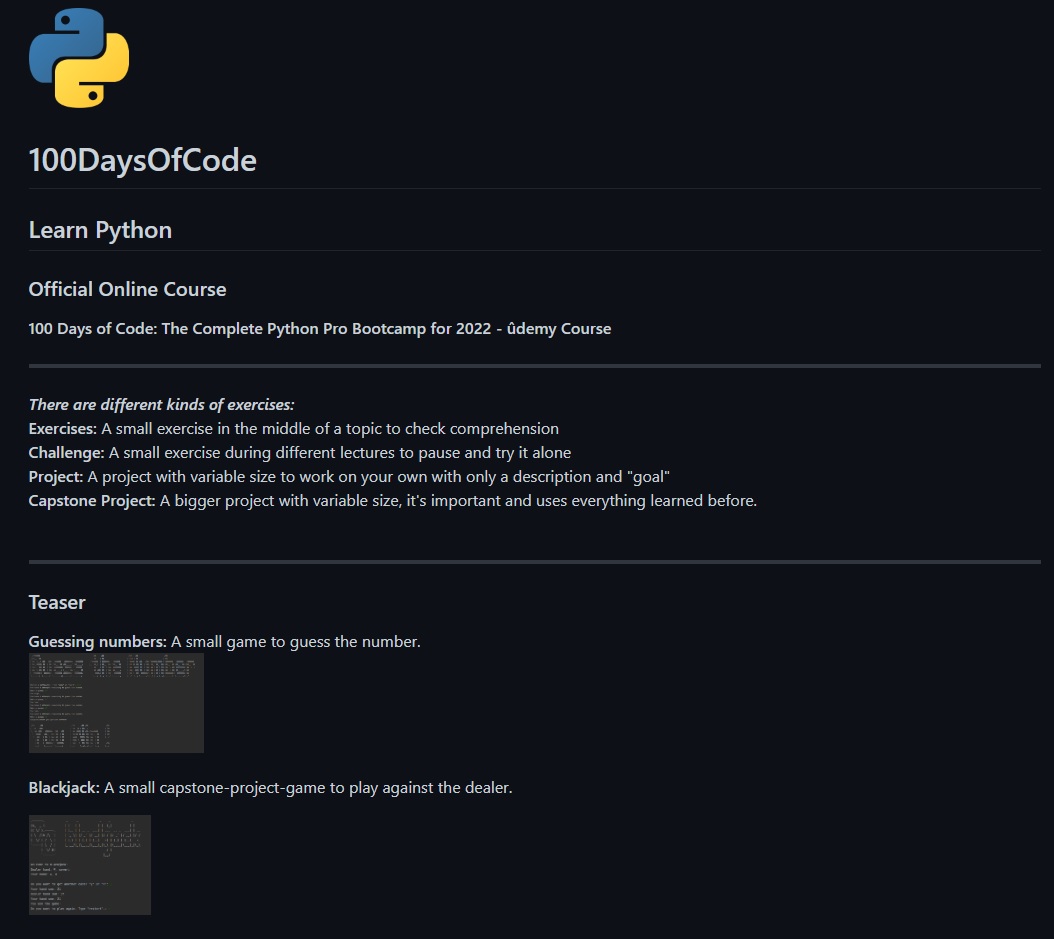 100DaysOfCode
Learn Python
Official Online Course
100 Days of Code: The Complete Python Pro Bootcamp for 2022 - ûdemy Course
There are different kinds of exercises:
Exercises: A small exercise in the middle of a topic to check comprehension
Challenge: A small exercise during different lectures to pause and try it alone
Project: A project with variable size to work on your own with only a description and "goal"
Capstone Project: A bigger project with variable size, it's important and uses everything learned before.
Teaser
Guessing numbers: A small game to guess the number.
Blackjack: A small capstone-project-game to play against the dealer.